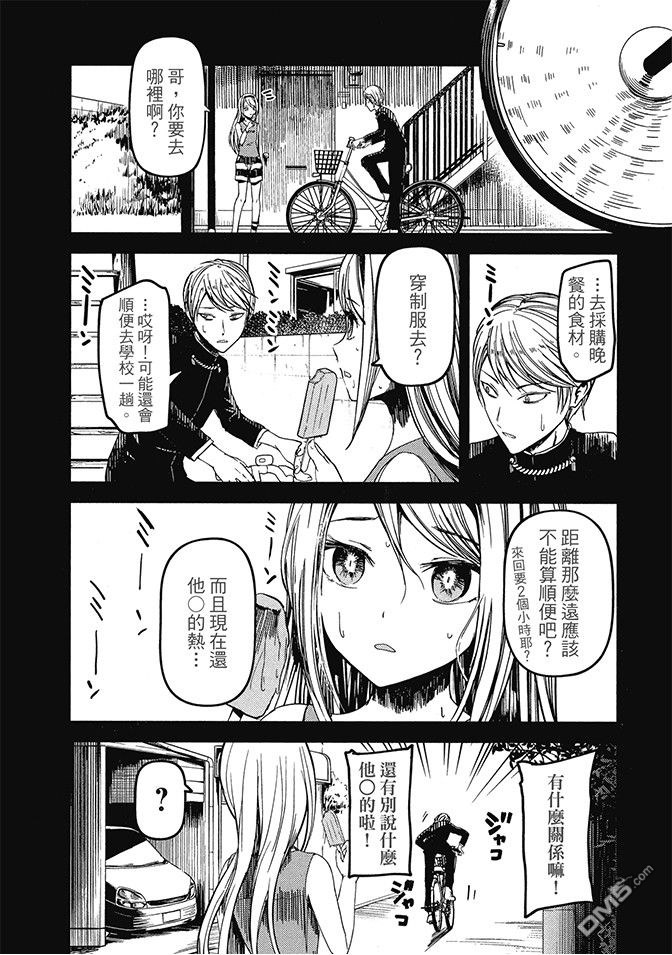 哥，你要去
哪裡啊？
…去採購晚
餐的食材。
穿制服去？
…哎呀！可能還會
順便去學校一趟。
距離那麼遠應該
不能算順便吧？
來回要2個小時耶？
而且現在還
他○的熱…
有什麼關係嘛！
還有別說什麼
他○的啦！
ジャコ
ジャコ
？
DM5.com